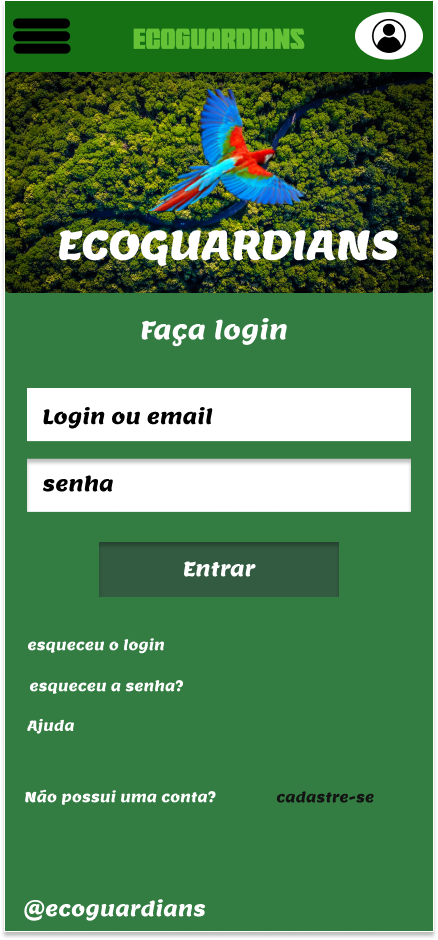 ECOGUARDIANS
ECOGUARDIANS
Faça login
Login ou email
senha
Entrar
esqueceu o login
esqueceu a senha?
Ajuda
Não possui uma conta? cadastre-se
@ecoguardians